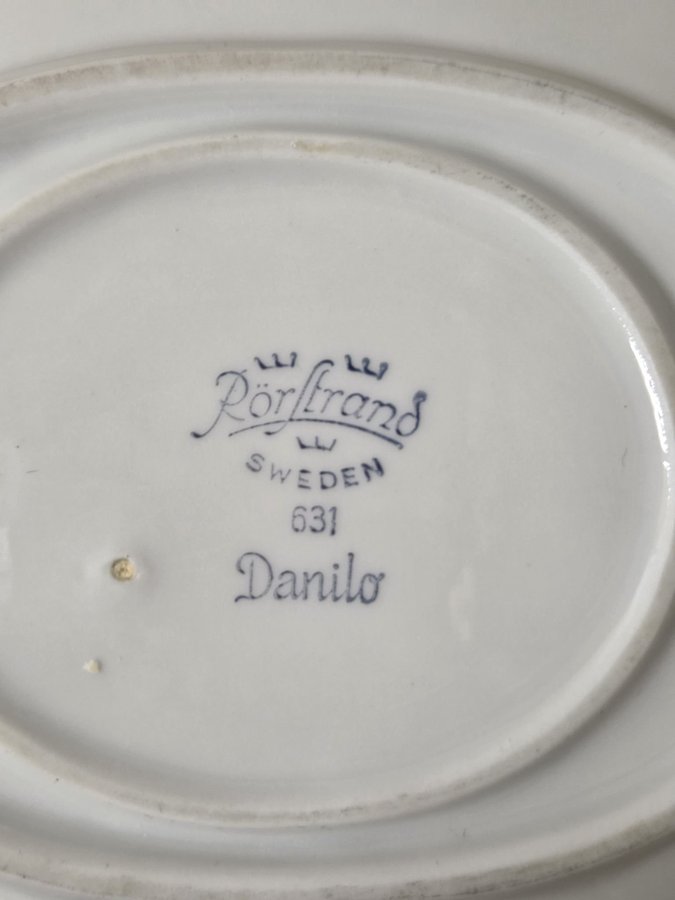 Rörstrand
SWEDEN
631
Danilo